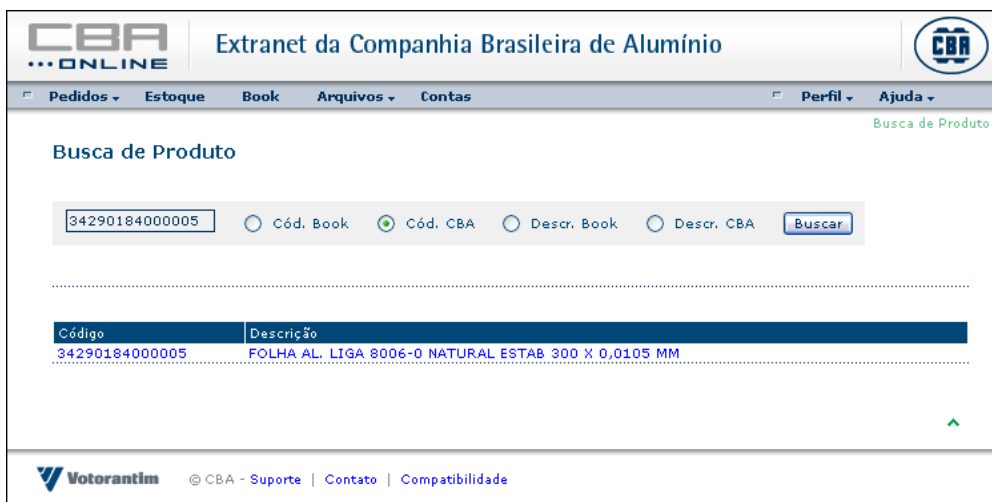 CBA
...ONLINE
Extranet da Companhia Brasileira de Alumínio
CBA
Pedidos Estoque Book Arquivos Contas Perfil Ajuda
Busca de Produto
Busca de Produto
34290184000005 Cód. Book Cód. CBA Descr. Book Descr. CBA Buscar
Código Descrição
34290184000005 FOLHA AL. LIGA 8006-0 NATURAL ESTAB 300 X 0,0105 MM
Votorantim © CBA - Suporte | Contato | Compatibilidade